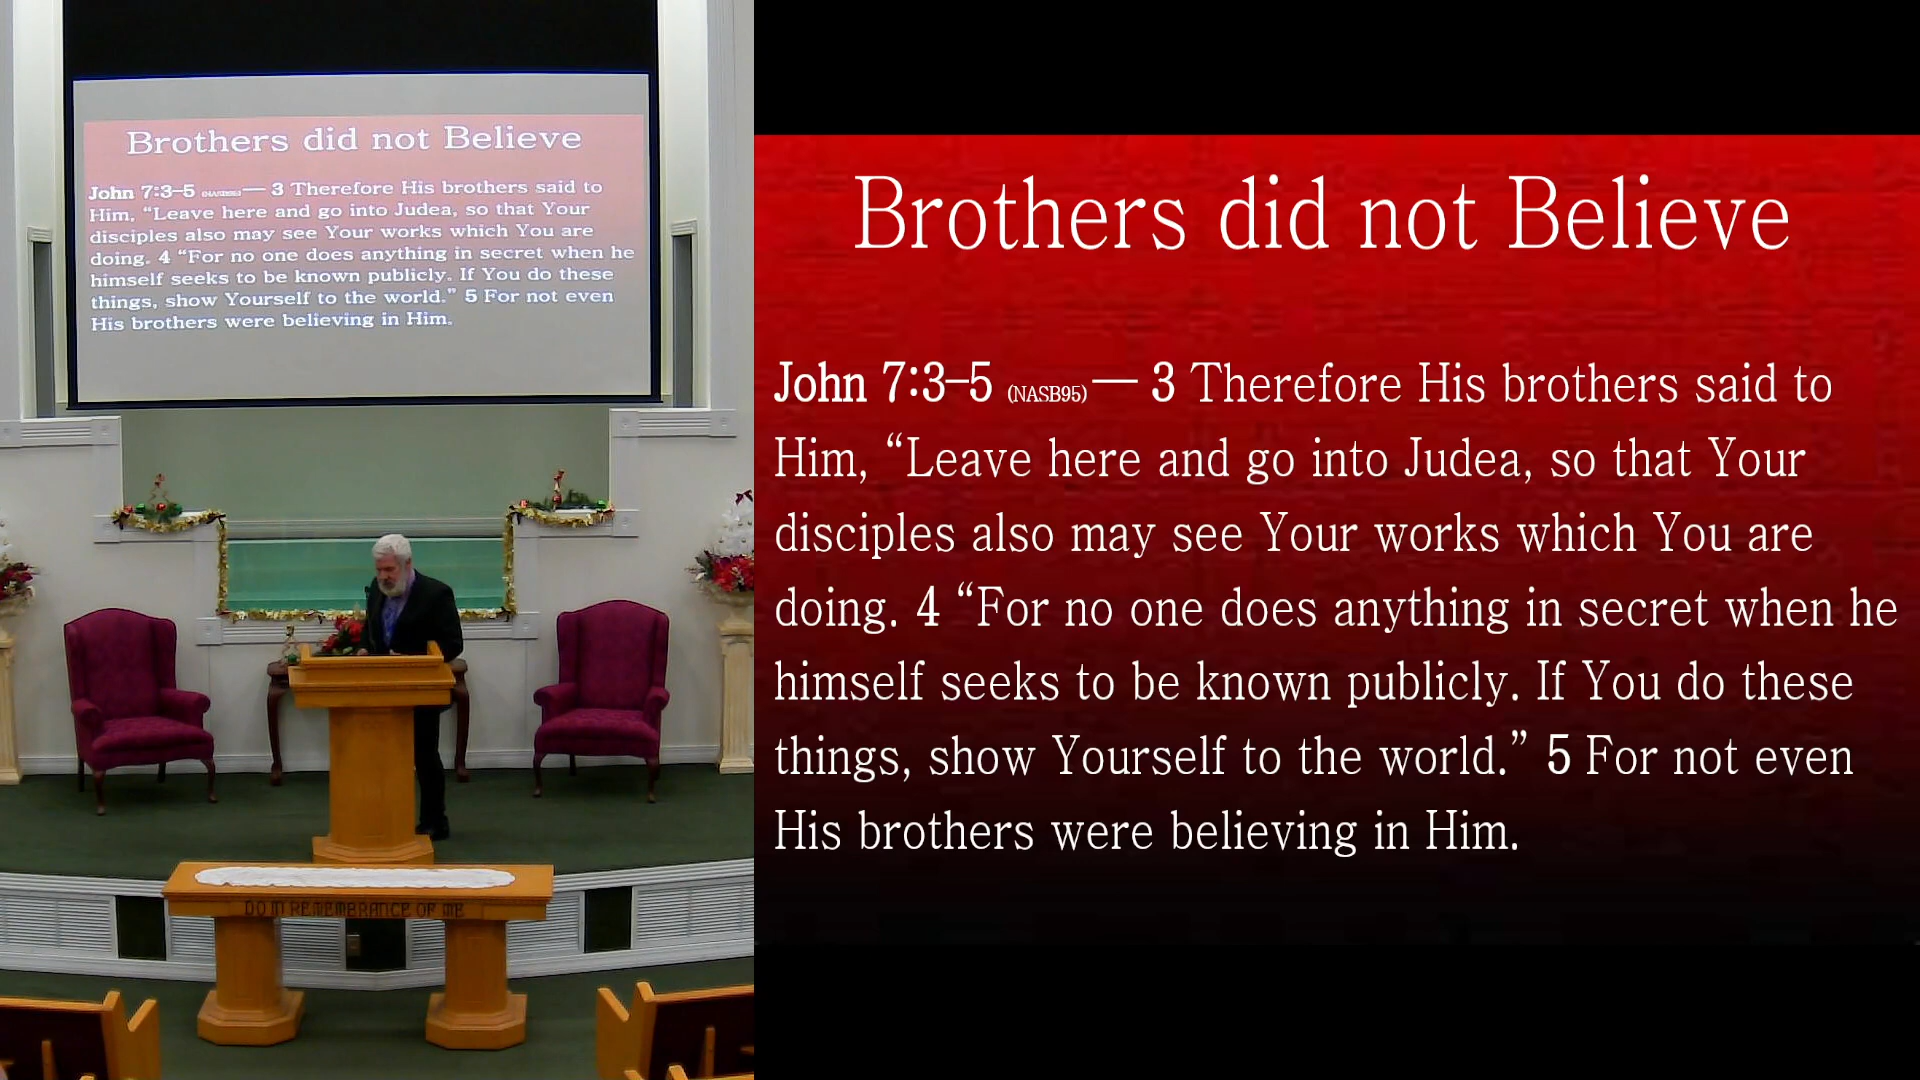 Brothers did not Believe
John 7:3–5 (NASB95) — 3 Therefore His brothers said to
Him, “Leave here and go into Judea, so that Your
disciples also may see Your works which You are
doing. 4 “For no one does anything in secret when he
himself seeks to be known publicly. If You do these
things, show Yourself to the world.” 5 For not even
His brothers were believing in Him.
DO IN REMEMBRANCE OF ME
Brothers did not Believe
John 7:3–5 (NASB95) — 3 Therefore His brothers said to
Him, “Leave here and go into Judea, so that Your
disciples also may see Your works which You are
doing. 4 “For no one does anything in secret when he
himself seeks to be known publicly. If You do these
things, show Yourself to the world.” 5 For not even
His brothers were believing in Him.